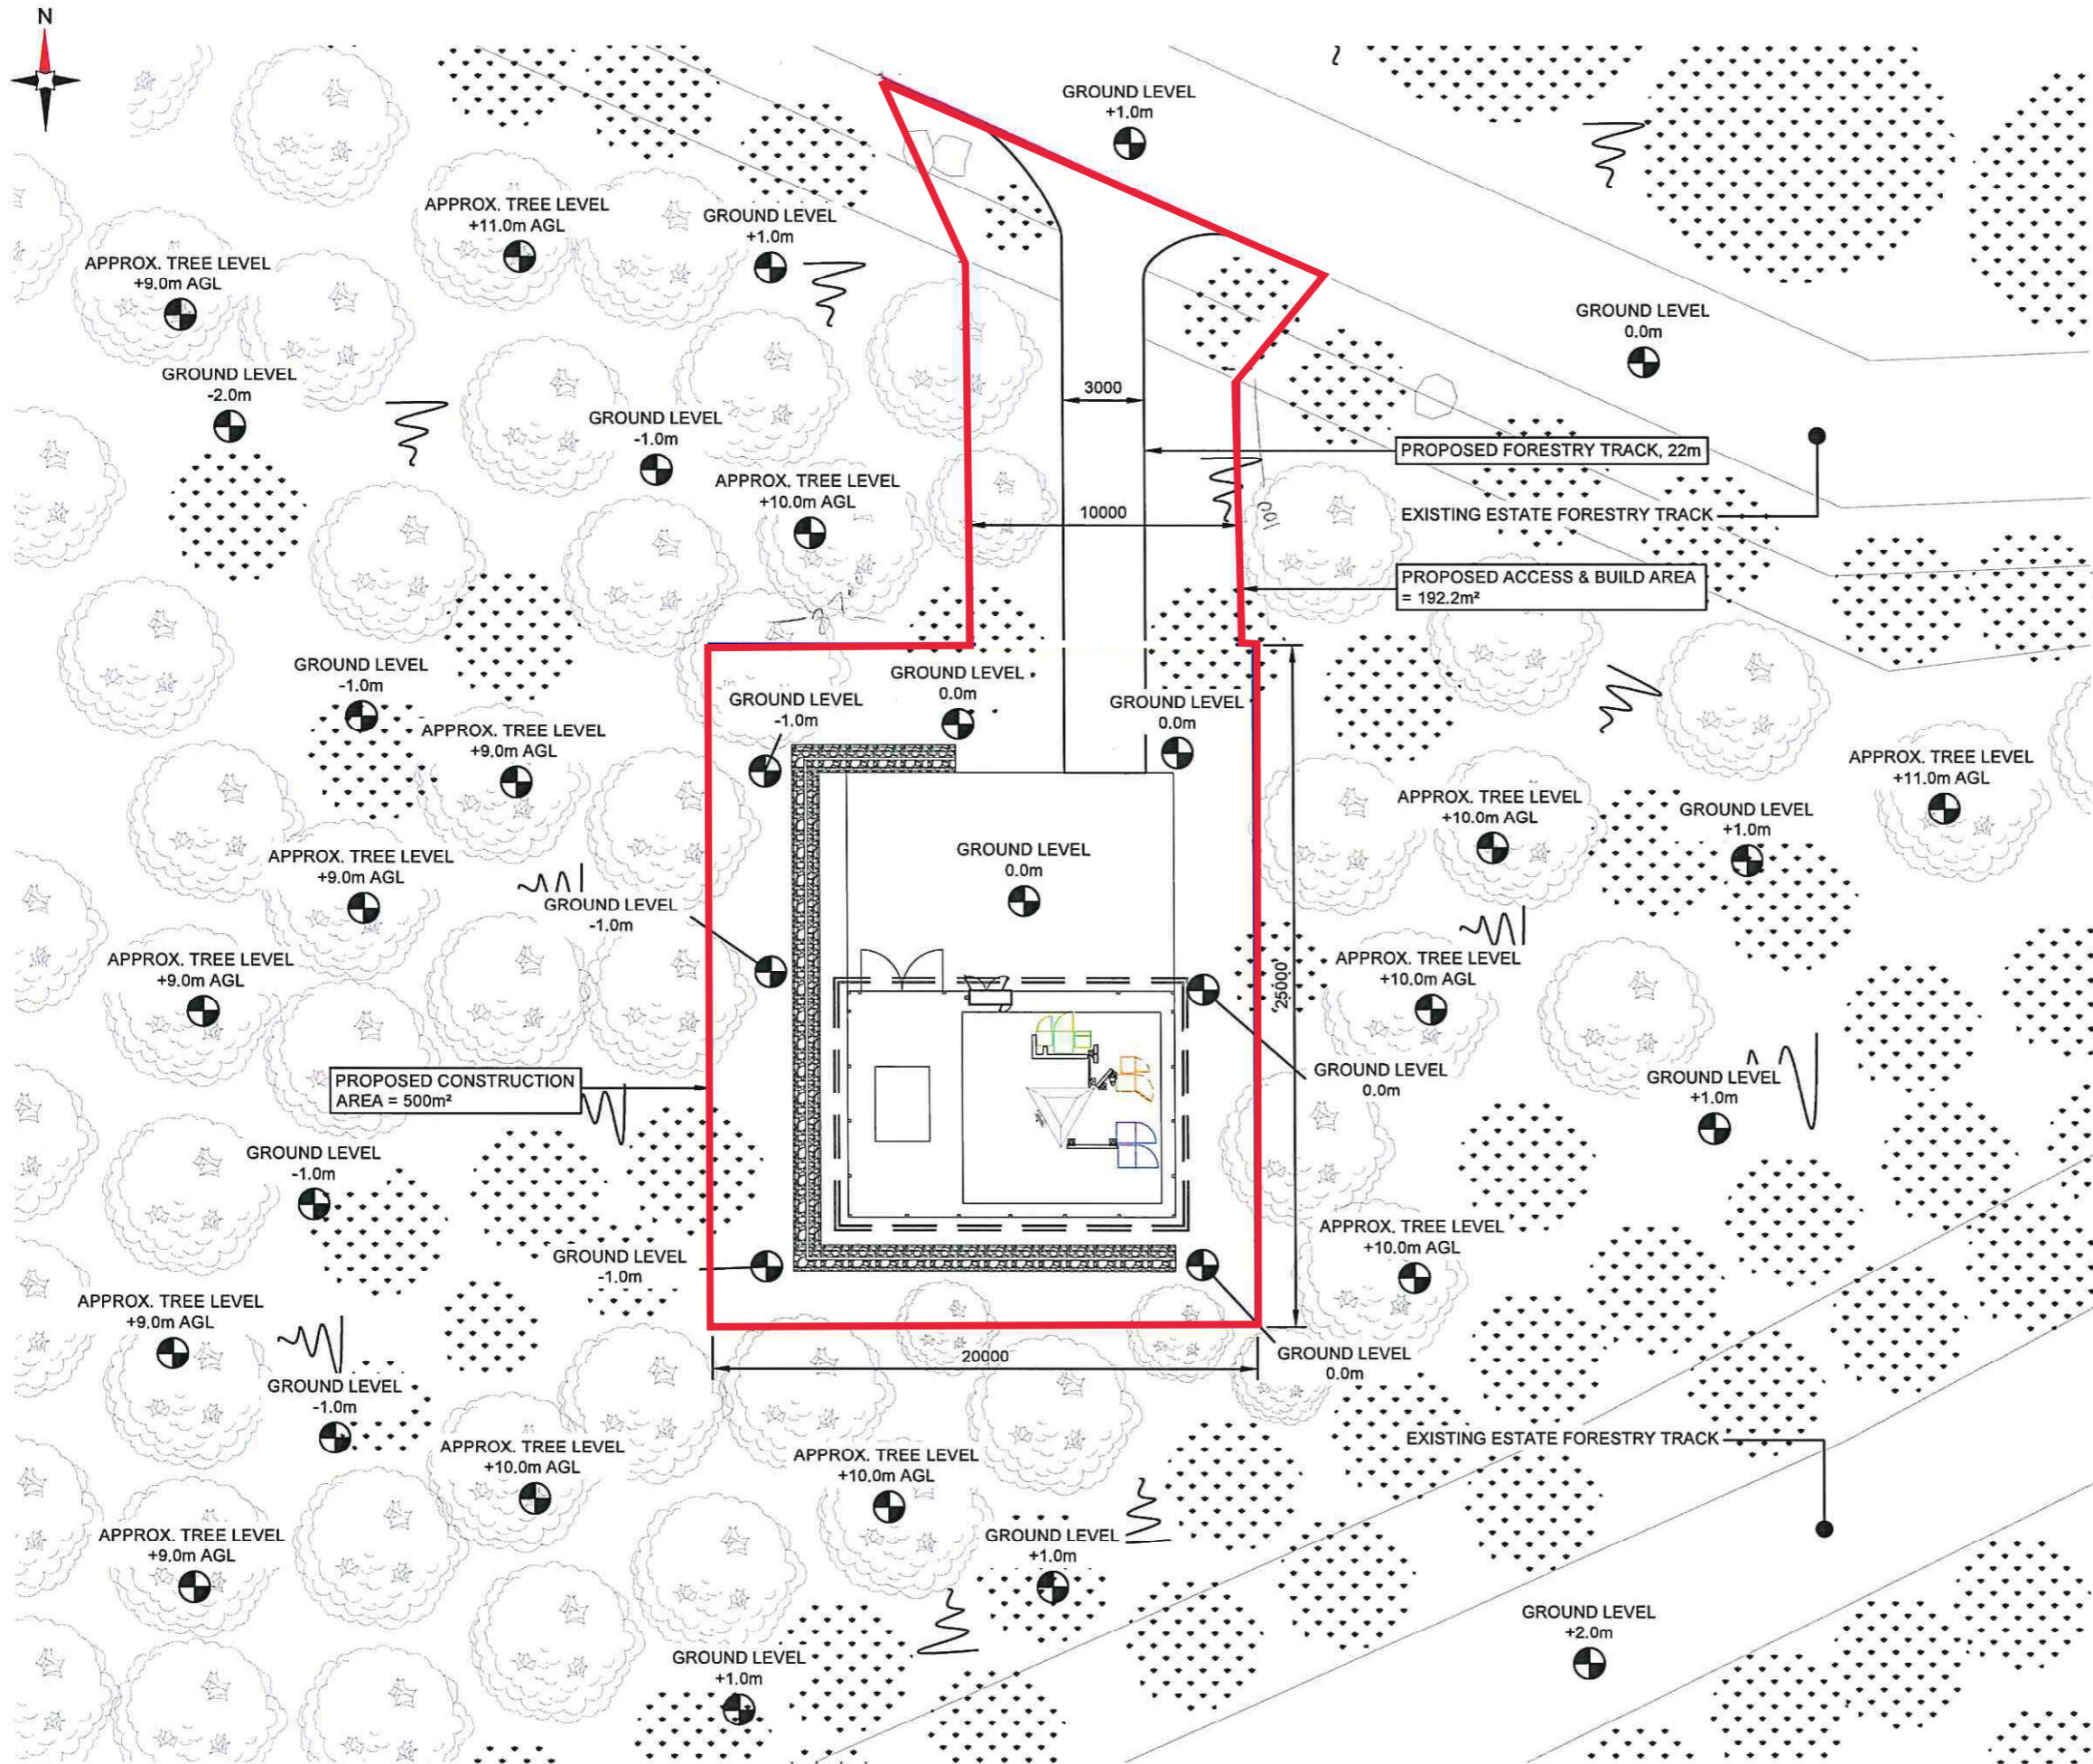 N
GROUND LEVEL
+1.0m
APPROX. TREE LEVEL
+11.0m AGL
GROUND LEVEL
+1.0m
APPROX. TREE LEVEL
+9.0m AGL
GROUND LEVEL
0.0m
GROUND LEVEL
-2.0m
3000
GROUND LEVEL
-1.0m
PROPOSED FORESTRY TRACK, 22m
APPROX. TREE LEVEL
+10.0m AGL
10000
EXISTING ESTATE FORESTRY TRACK
PROPOSED ACCESS & BUILD AREA
= 192.2m²
GROUND LEVEL
-1.0m
GROUND LEVEL
0.0m
GROUND LEVEL
-1.0m
GROUND LEVEL
0.0m
APPROX. TREE LEVEL
+9.0m AGL
APPROX. TREE LEVEL
+11.0m AGL
APPROX. TREE LEVEL
+10.0m AGL
GROUND LEVEL
+1.0m
GROUND LEVEL
0.0m
APPROX. TREE LEVEL
+9.0m AGL
GROUND LEVEL
-1.0m
APPROX. TREE LEVEL
+9.0m AGL
APPROX. TREE LEVEL
+10.0m AGL
25000
PROPOSED CONSTRUCTION
AREA = 500m²
GROUND LEVEL
0.0m
GROUND LEVEL
+1.0m
GROUND LEVEL
-1.0m
APPROX. TREE LEVEL
+10.0m AGL
GROUND LEVEL
-1.0m
APPROX. TREE LEVEL
+9.0m AGL
20000
GROUND LEVEL
0.0m
GROUND LEVEL
-1.0m
EXISTING ESTATE FORESTRY TRACK
APPROX. TREE LEVEL
+10.0m AGL
APPROX. TREE LEVEL
+10.0m AGL
APPROX. TREE LEVEL
+9.0m AGL
GROUND LEVEL
+1.0m
GROUND LEVEL
+2.0m
GROUND LEVEL
+1.0m